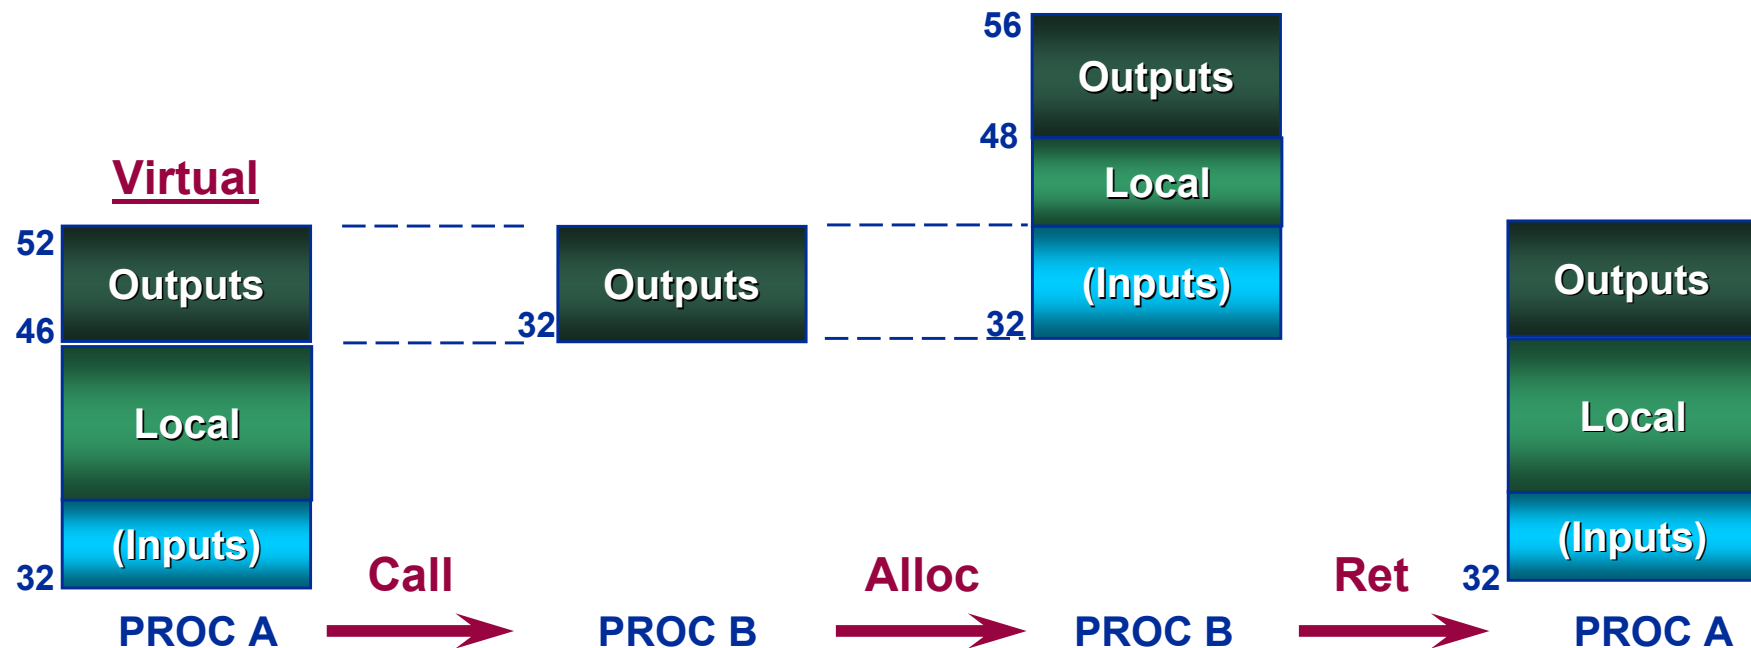 Virtual
52
Outputs
46
Local
(Inputs)
32
PROC A
Call
Outputs
32
PROC B
Alloc
56
Outputs
48
Local
(Inputs)
32
PROC B
Ret
Outputs
Local
(Inputs)
32
PROC A